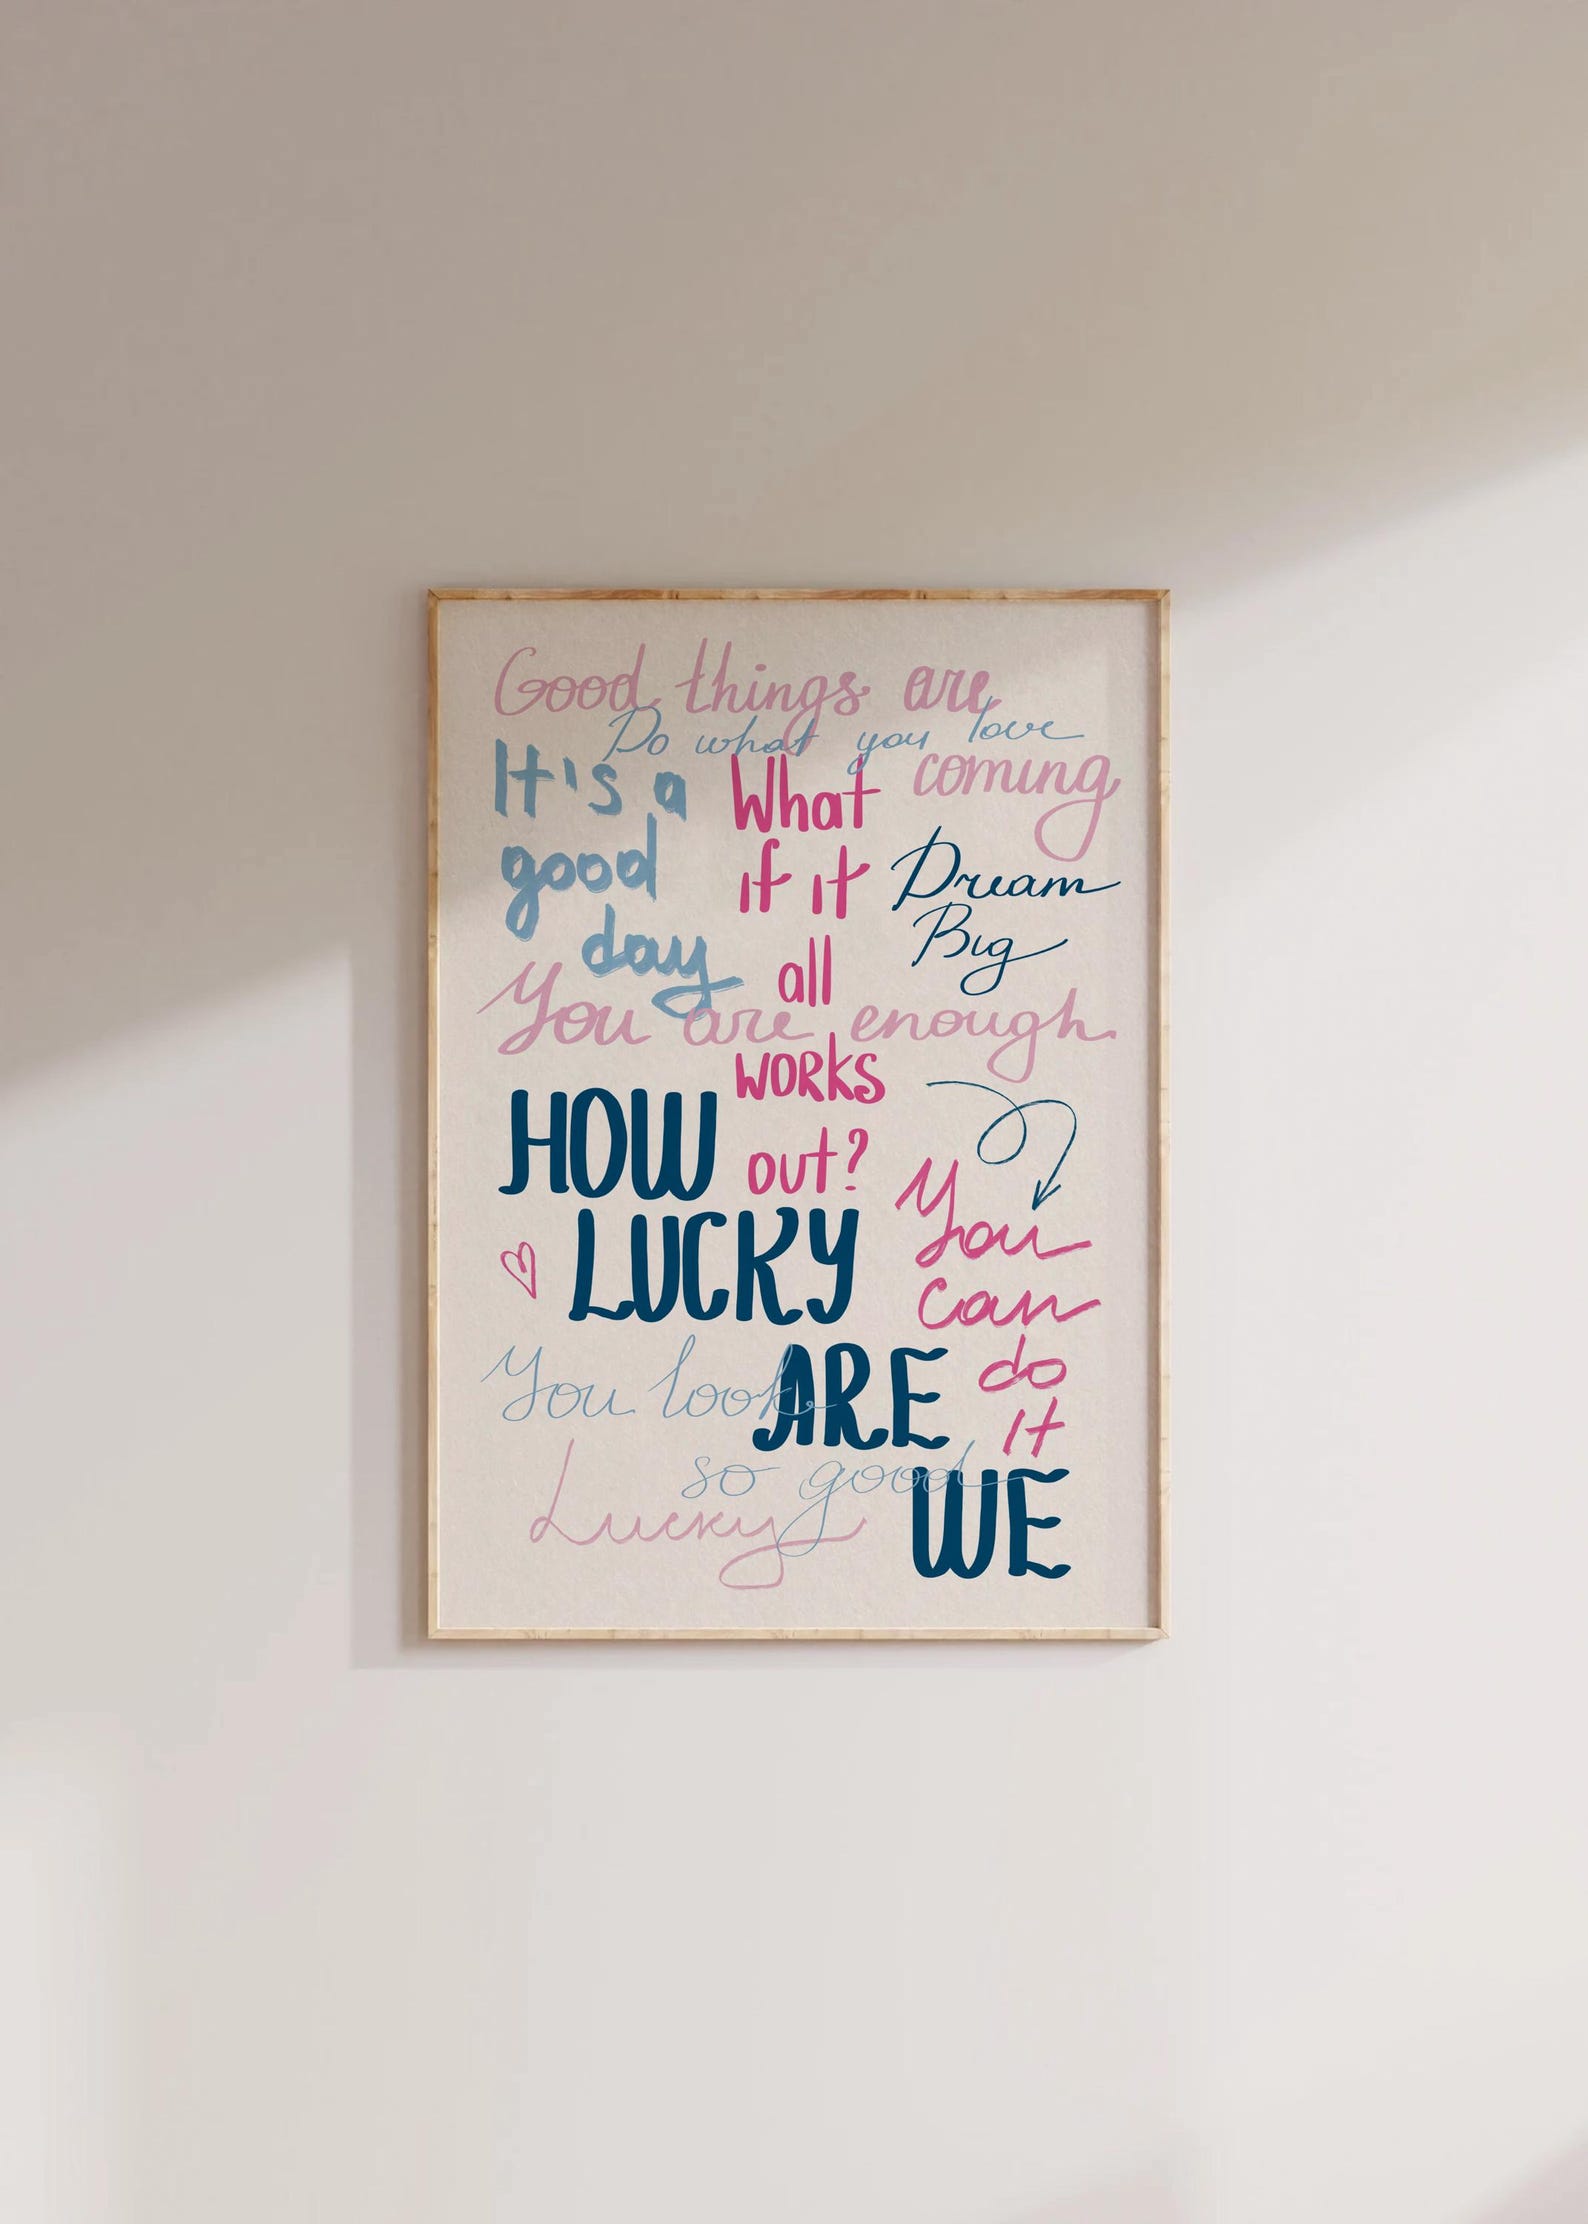 Good things are
coming
Do what you love
It's a
good
day
What
if it
all
works
out?
Dream
Big
You are enough
HOW
LUCKY
ARE
WE
You
can
do
it
You look
so good
Lucky